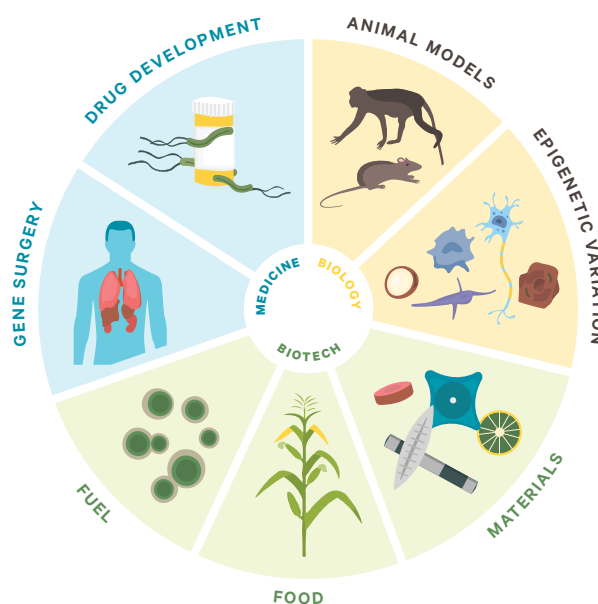 DRUG DEVELOPMENT
ANIMAL MODELS
EPIGENETIC VARIATION
GENE SURGERY
MEDICINE
BIOLOGY
BIOTECH
MATERIALS
FUEL
FOOD